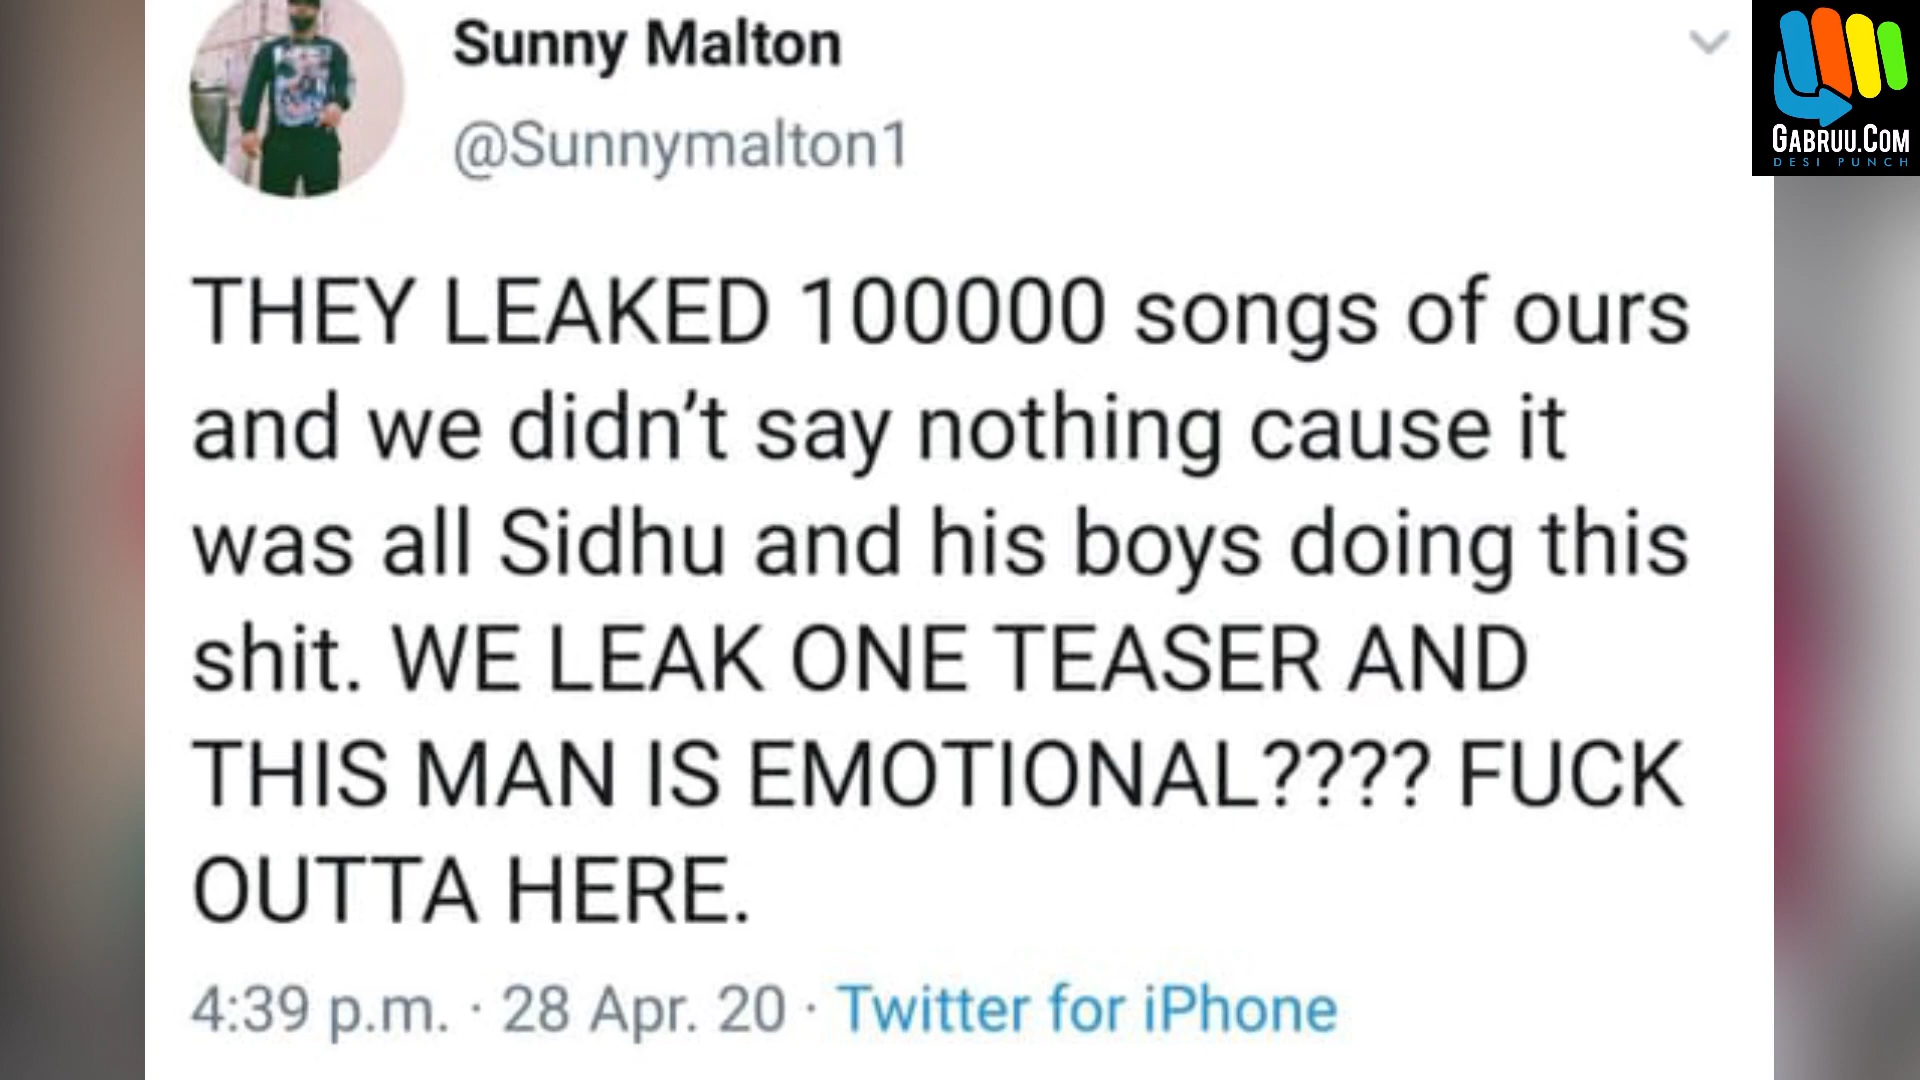 Sunny Malton
@Sunnymalton1
GABRUU.COM
DESI PUNCH
THEY LEAKED 100000 songs of ours
and we didn't say nothing cause it
was all Sidhu and his boys doing this
shit. WE LEAK ONE TEASER AND
THIS MAN IS EMOTIONAL???? FUCK
OUTTA HERE.
4:39 p.m. · 28 Apr. 20 · Twitter for iPhone